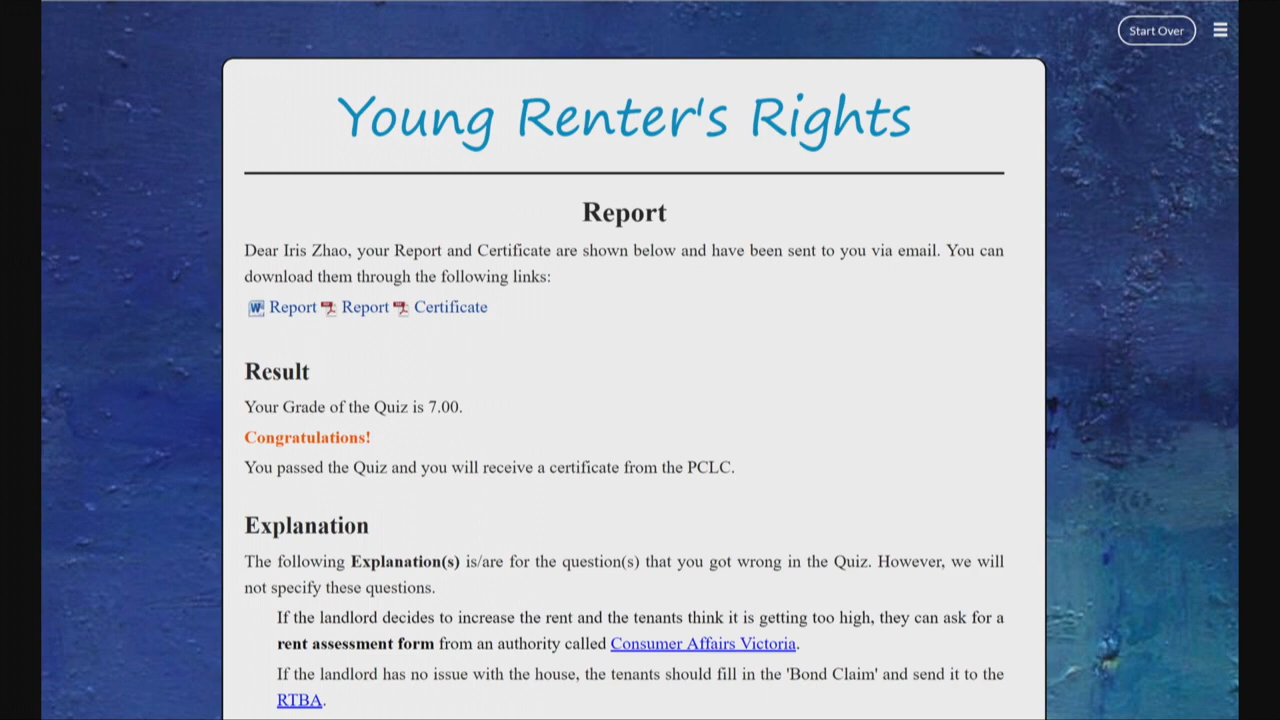 Start Over
Young Renter's Rights
Report
Dear Iris Zhao, your Report and Certificate are shown below and have been sent to you via email. You can
download them through the following links:
Report Report Certificate
Result
Your Grade of the Quiz is 7.00.
Congratulations!
You passed the Quiz and you will receive a certificate from the PCLC.
Explanation
The following Explanation(s) is/are for the question(s) that you got wrong in the Quiz. However, we will
not specify these questions.
If the landlord decides to increase the rent and the tenants think it is getting too high, they can ask for a
rent assessment form from an authority called Consumer Affairs Victoria.
If the landlord has no issue with the house, the tenants should fill in the 'Bond Claim' and send it to the
RTBA.